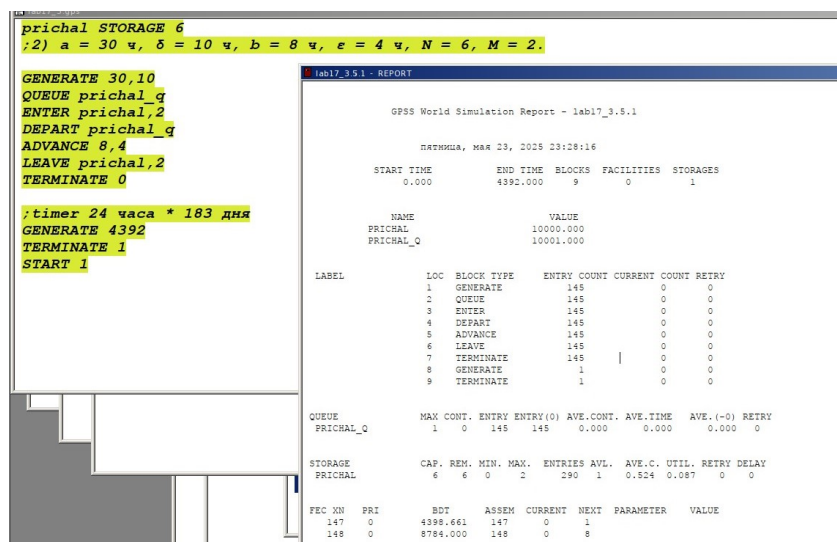 prichal STORAGE 6
;2) a = 30 ч, δ = 10 ч, b = 8 ч, ε = 4 ч, N = 6, M = 2.
GENERATE 30,10
QUEUE prichal_q
ENTER prichal,2
DEPART prichal_q
ADVANCE 8,4
LEAVE prichal,2
TERMINATE 0
;timer 24 часа * 183 дня
GENERATE 4392
TERMINATE 1
START 1
lab17_3.5.1 - REPORT
GPSS World Simulation Report - lab17_3.5.1
пятница, мая 23, 2025 23:28:16
START TIME END TIME BLOCKS FACILITIES STORAGES
0.000 4392.000 9 0 1
NAME VALUE
PRICHAL 10000.000
PRICHAL_Q 10001.000
LABEL LOC BLOCK TYPE ENTRY COUNT CURRENT COUNT RETRY
1 GENERATE 145 0 0
2 QUEUE 145 0 0
3 ENTER 145 0 0
4 DEPART 145 0 0
5 ADVANCE 145 0 0
6 LEAVE 145 0 0
7 TERMINATE 145 0 0
8 GENERATE 1 0 0
9 TERMINATE 1 0 0
QUEUE MAX CONT. ENTRY ENTRY(0) AVE.CONT. AVE.TIME AVE.(-0) RETRY
PRICHAL_Q 1 0 145 145 0.000 0.000 0.000 0
STORAGE CAP. REM. MIN. MAX. ENTRIES AVL. AVE.C. UTIL. RETRY DELAY
PRICHAL 6 6 0 2 290 1 0.524 0.087 0 0
FEC XN PRI BDT ASSEM CURRENT NEXT PARAMETER VALUE
147 0 4398.661 147 0 1
148 0 8784.000 148 0 8